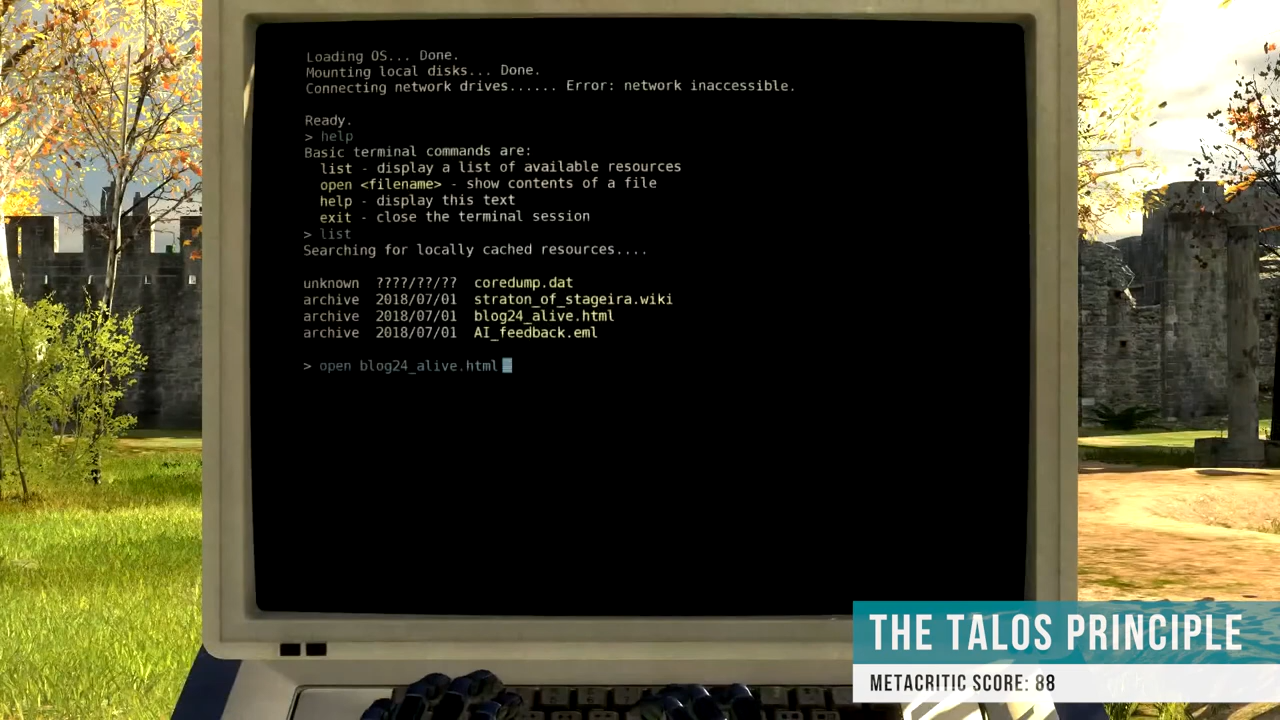 Loading OS... Done.
Mounting local disks... Done.
Connecting network drives...... Error: network inaccessible.
Ready.
> help
Basic terminal commands are:
list - display a list of available resources
open <filename> - show contents of a file
help - display this text
exit - close the terminal session
> list
Searching for locally cached resources....
unknown ????/??/?? coredump.dat
archive 2018/07/01 straton_of_stageira.wiki
archive 2018/07/01 blog24_alive.html
archive 2018/07/01 AI_feedback.eml
> open blog24_alive.html
THE TALOS PRINCIPLE
METACRITIC SCORE: 88